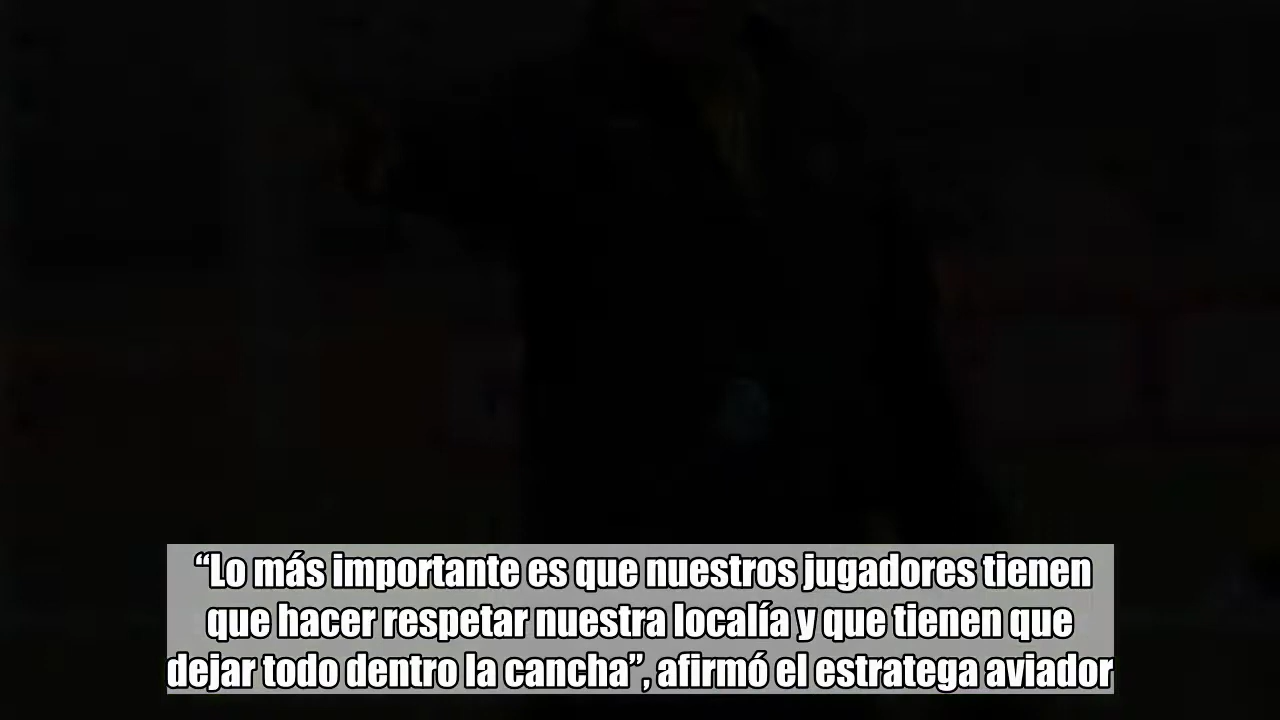 “Lo más importante es que nuestros jugadores tienen
que hacer respetar nuestra localía y que tienen que
dejar todo dentro la cancha”, afirmó el estratega aviador